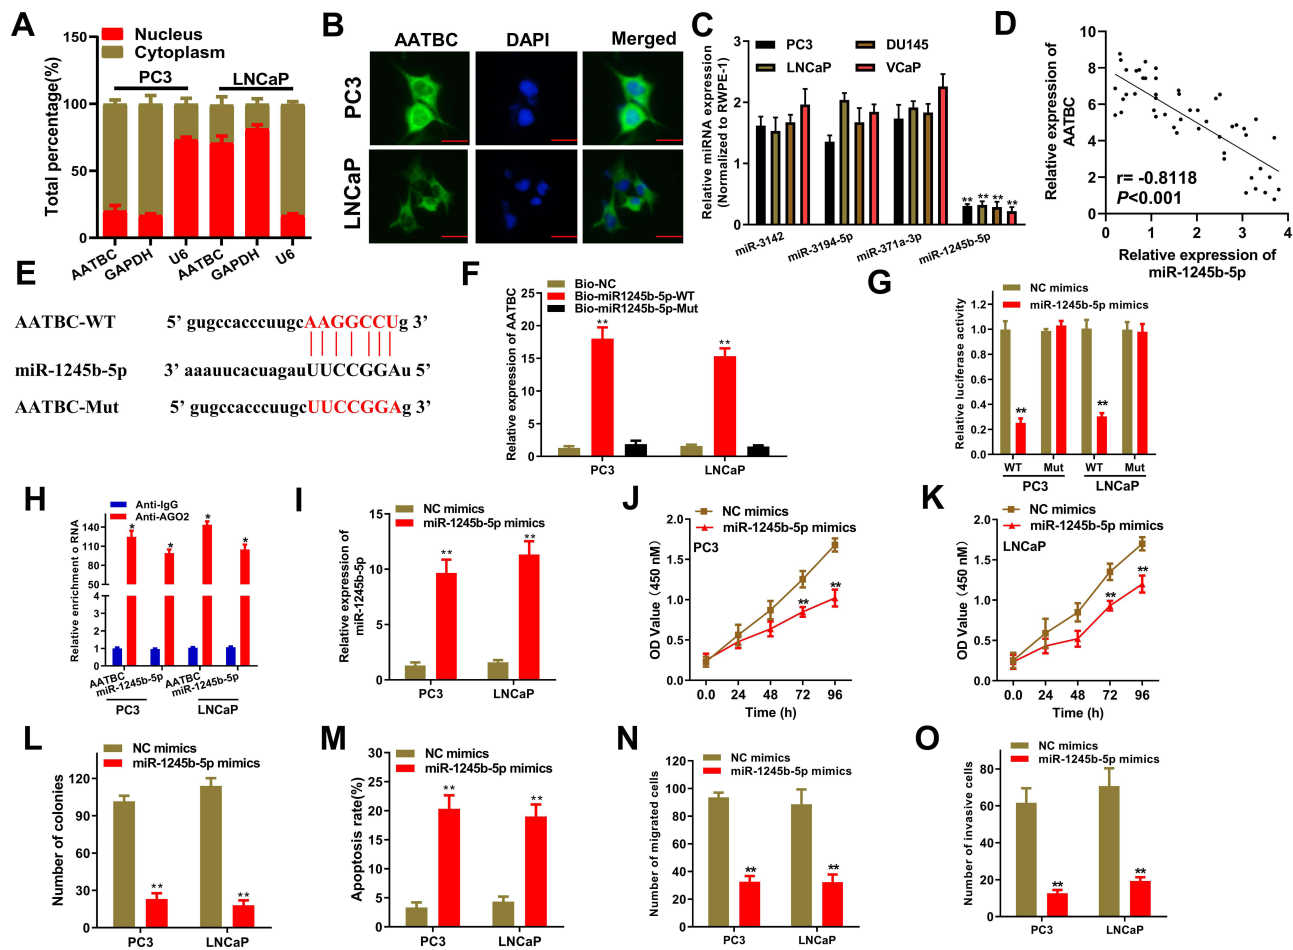 A
Nucleus
Cytoplasm
PC3
LNCaP
Total percentage(%)
150
100
50
0
AATBC
GAPDH
U6
AATBC
GAPDH
U6
B
AATBC
DAPI
Merged
PC3
LNCaP
C
PC3
LNCaP
DU145
VCaP
Relative miRNA expression
(Normalized to RWPE-1)
3
2
1
0
** ** ** **
miR-3142
miR-3194-5p
miR-371a-3p
miR-1245b-5p
D
Relative expression of
AATBC
10
8
6
4
2
0
r= -0.8118
P<0.001
0 1 2 3 4
Relative expression of
miR-1245b-5p
E
AATBC-WT 5’ gugccacccuugcAAGGCCUg 3’
miR-1245b-5p 3’ aaauucacuagauUUCCGGAu 5’
AATBC-Mut 5’ gugccacccuugcUUCCGGAg 3’
F
Bio-NC
Bio-miR1245b-5p-WT
Bio-miR1245b-5p-Mut
Relative expression of AATBC
25
20
15
10
5
0
** **
PC3 LNCaP
G
NC mimics
miR-1245b-5p mimics
Relative luciferase activity
1.2
1.0
0.8
0.6
0.4
0.2
0.0
** **
WT Mut WT Mut
PC3 LNCaP
H
Anti-IgG
Anti-AGO2
Relative enrichment o RNA
140
110
80
50
4
3
2
1
0
* * * *
AATBC
miR-1245b-5p
AATBC
miR-1245b-5p
PC3 LNCaP
I
NC mimics
miR-1245b-5p mimics
Relative expression of
miR-1245b-5p
15
10
5
0
** **
PC3 LNCaP
J
NC mimics
miR-1245b-5p mimics
PC3
OD Value (450 nM)
2.0
1.5
1.0
0.5
0.0
** **
0.0 24 48 72 96
Time (h)
K
NC mimics
miR-1245b-5p mimics
LNCaP
OD Value (450 nM)
2.0
1.5
1.0
0.5
0.0
** **
0.0 24 48 72 96
Time (h)
L
NC mimics
miR-1245b-5p mimics
Number of colonies
120
90
60
30
0
** **
PC3 LNCaP
M
NC mimics
miR-1245b-5p mimics
Apoptosis rate(%)
30
25
20
15
10
5
0
** **
PC3 LNCaP
N
NC mimics
miR-1245b-5p mimics
Number of migrated cells
120
100
80
60
40
20
0
** **
PC3 LNCaP
O
NC mimics
miR-1245b-5p mimics
Number of invasive cells
80
60
40
20
0
** **
PC3 LNCaP